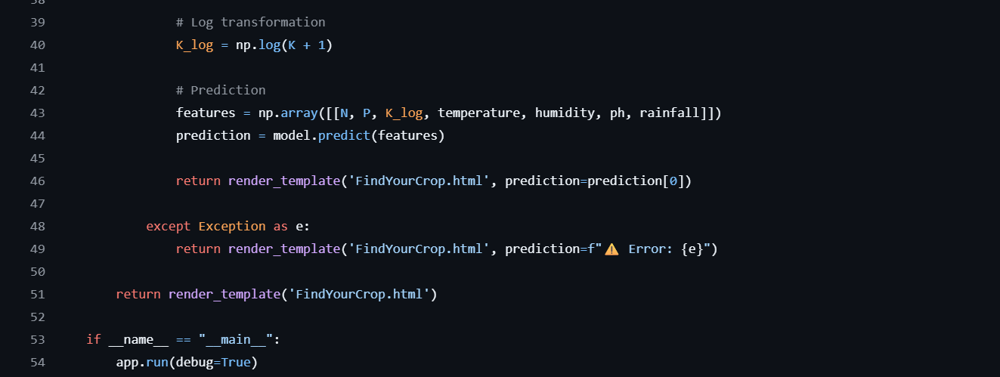 38
39 # Log transformation
40 K_log = np.log(K + 1)
41
42 # Prediction
43 features = np.array([[N, P, K_log, temperature, humidity, ph, rainfall]])
44 prediction = model.predict(features)
45
46 return render_template('FindYourCrop.html', prediction=prediction[0])
47
48 except Exception as e:
49 return render_template('FindYourCrop.html', prediction=f"⚠️ Error: {e}")
50
51 return render_template('FindYourCrop.html')
52
53 if __name__ == "__main__":
54 app.run(debug=True)